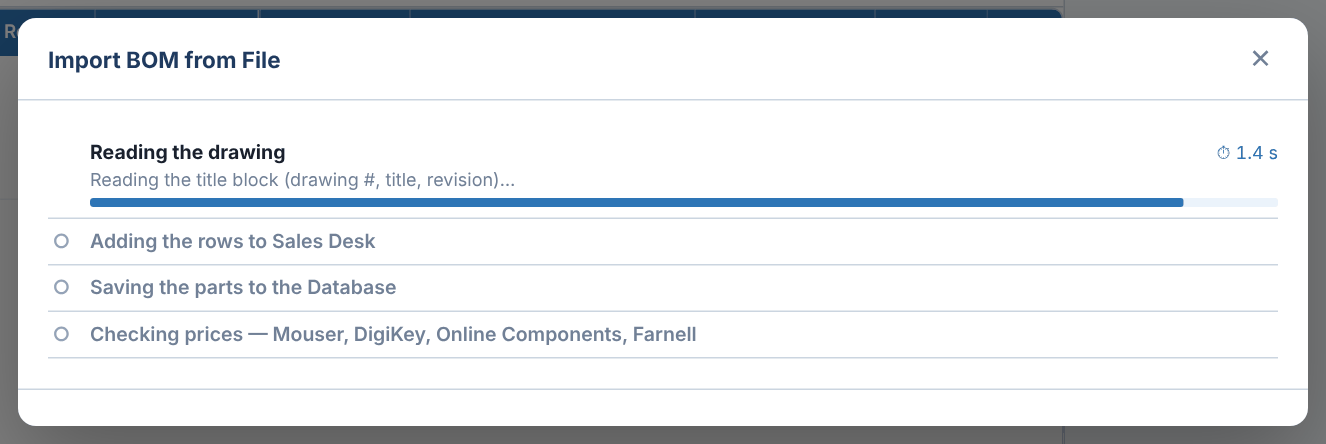 Import BOM from File
Reading the drawing
⏱ 1.4 s
Reading the title block (drawing #, title, revision)...
Adding the rows to Sales Desk
Saving the parts to the Database
Checking prices — Mouser, DigiKey, Online Components, Farnell